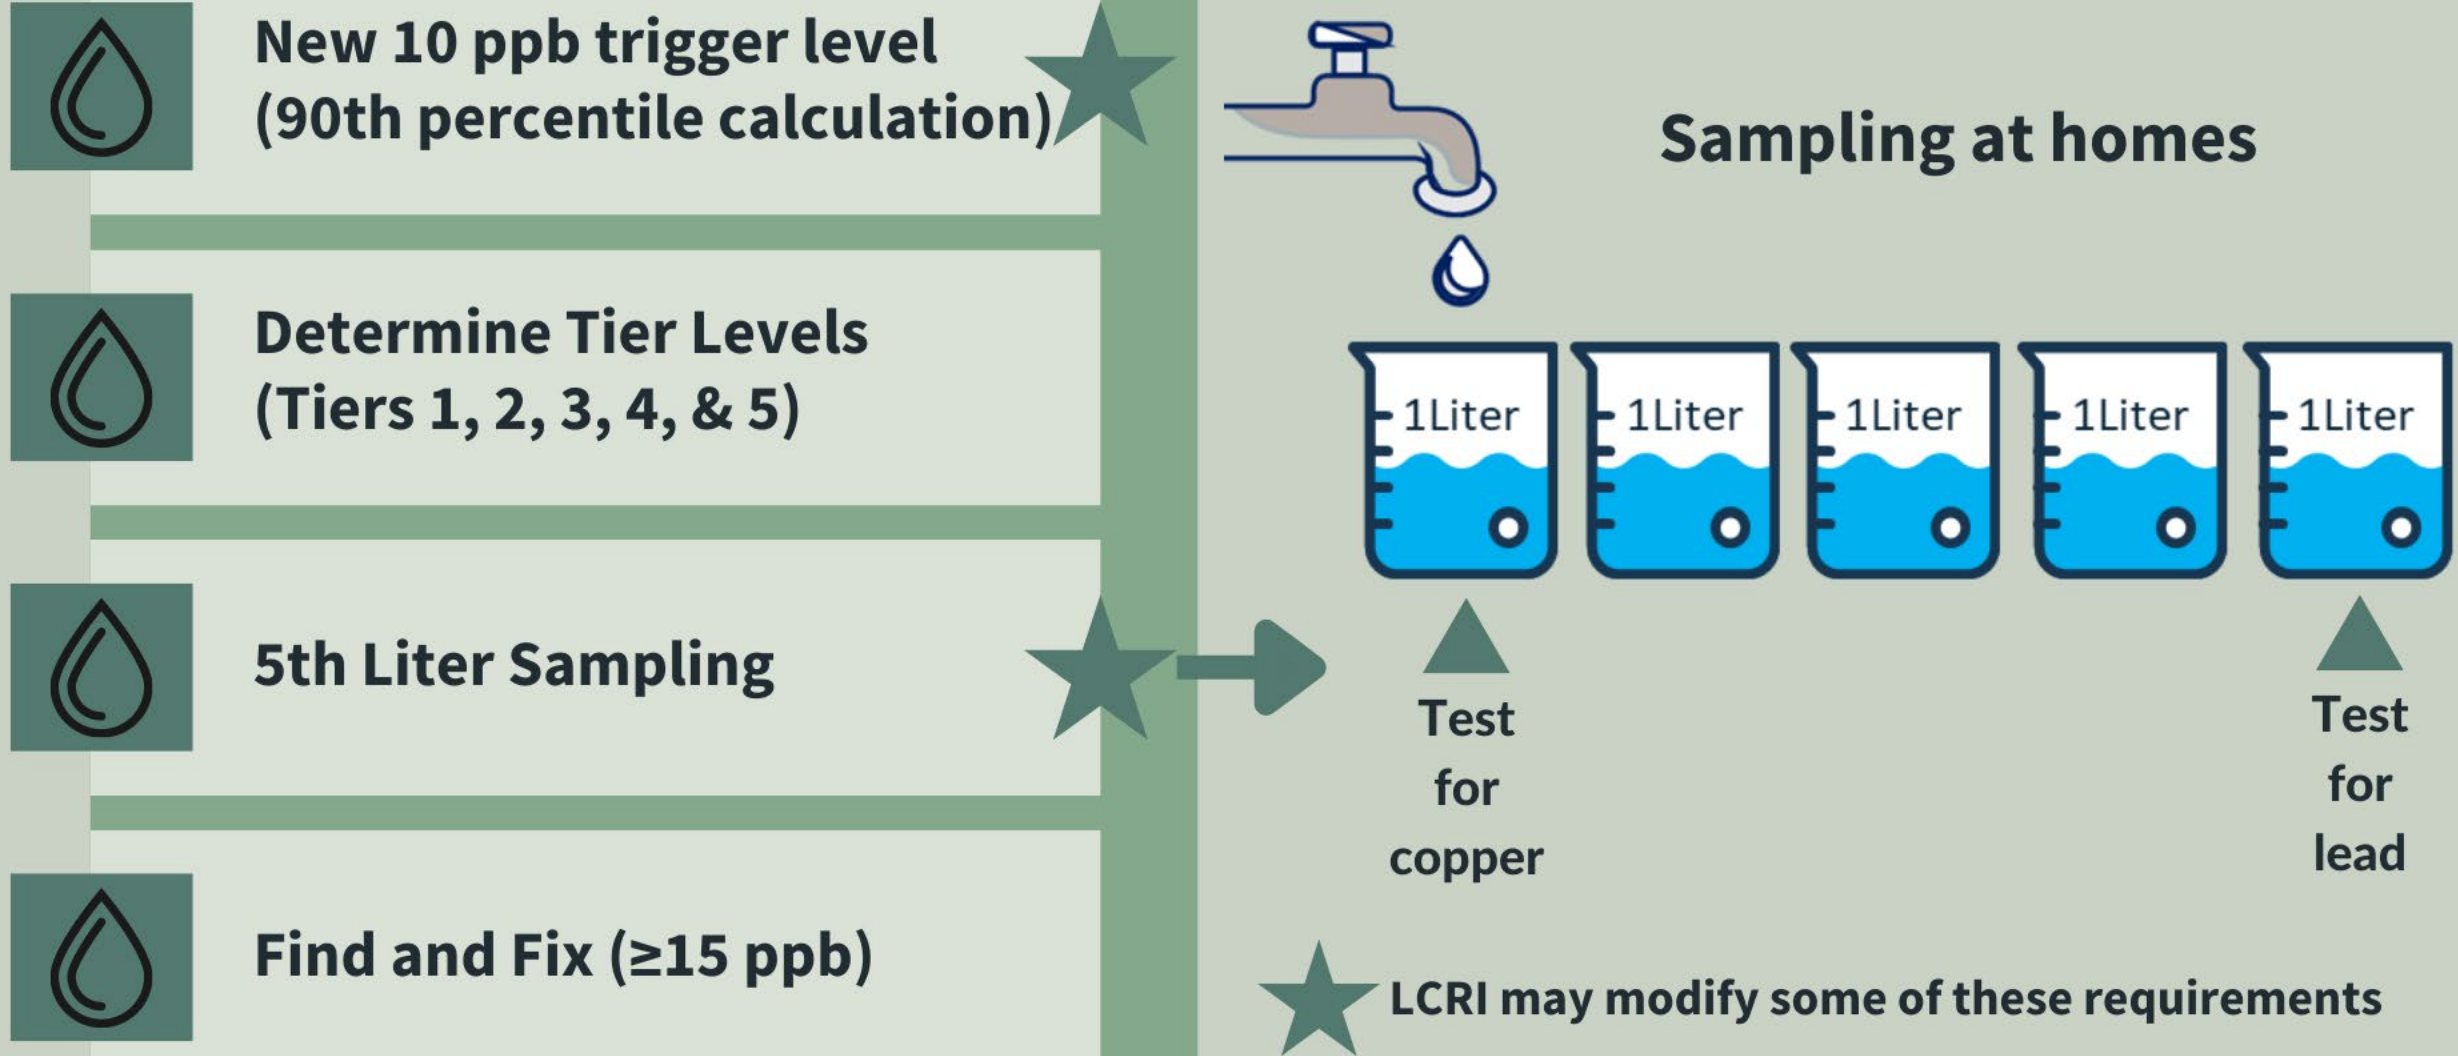 New 10 ppb trigger level
(90th percentile calculation)
Determine Tier Levels
(Tiers 1, 2, 3, 4, & 5)
5th Liter Sampling
Find and Fix (≥15 ppb)
Sampling at homes
1Liter
1Liter
1Liter
1Liter
1Liter
Test
for
copper
Test
for
lead
LCRI may modify some of these requirements